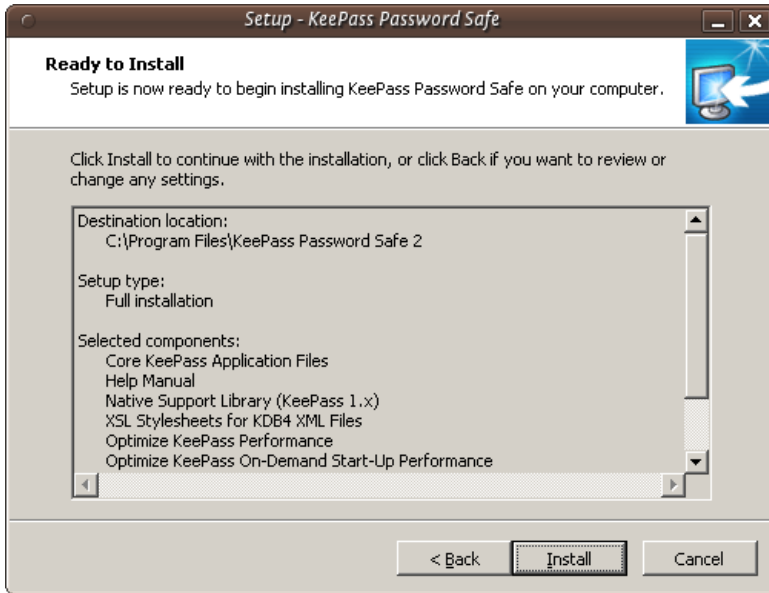 Setup - KeePass Password Safe
Ready to Install
Setup is now ready to begin installing KeePass Password Safe on your computer.
Click Install to continue with the installation, or click Back if you want to review or
change any settings.
Destination location:
C:\Program Files\KeePass Password Safe 2
Setup type:
Full installation
Selected components:
Core KeePass Application Files
Help Manual
Native Support Library (KeePass 1.x)
XSL Stylesheets for KDB4 XML Files
Optimize KeePass Performance
Optimize KeePass On-Demand Start-Up Performance
< Back Install Cancel